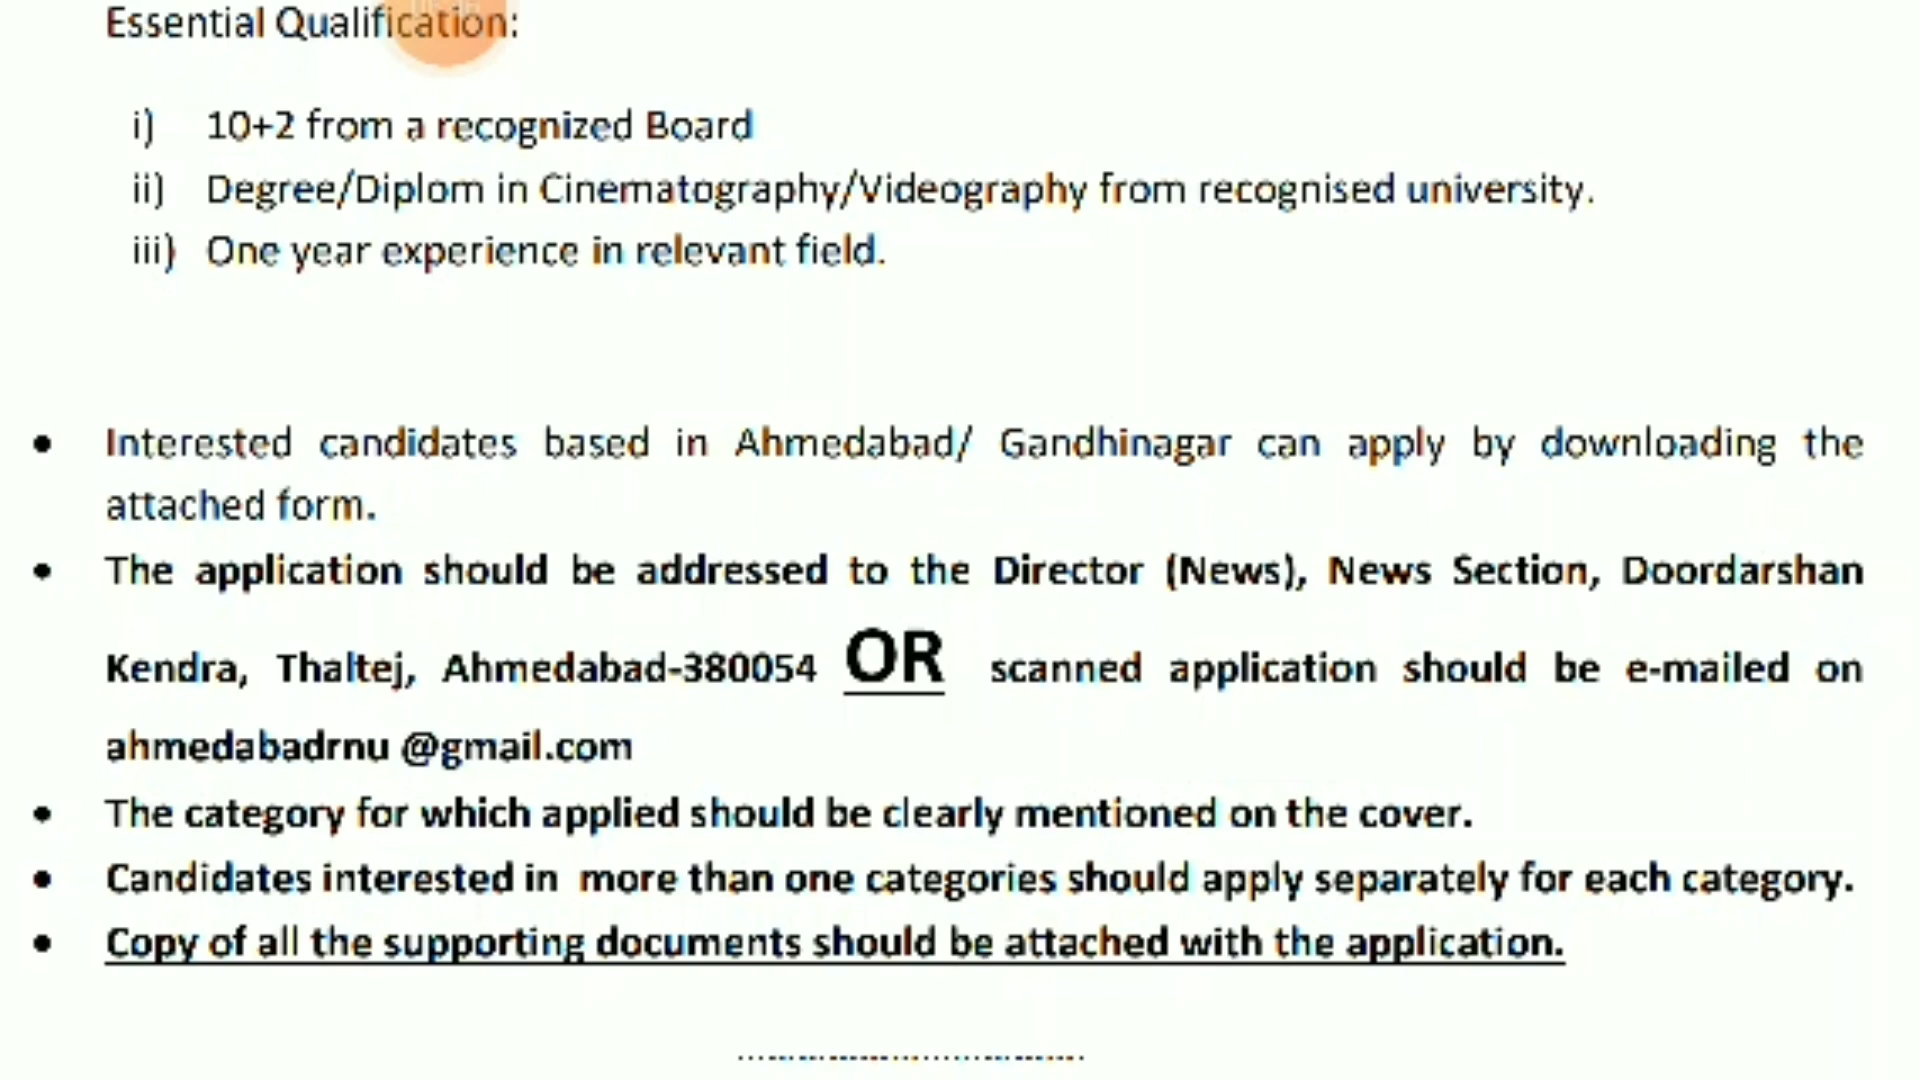 Essential Qualification:
i) 10+2 from a recognized Board
ii) Degree/Diplom in Cinematography/Videography from recognised university.
iii) One year experience in relevant field.
• Interested candidates based in Ahmedabad/ Gandhinagar can apply by downloading the
attached form.
• The application should be addressed to the Director (News), News Section, Doordarshan
Kendra, Thaltej, Ahmedabad-380054 OR scanned application should be e-mailed on
ahmedabadrnu @gmail.com
• The category for which applied should be clearly mentioned on the cover.
• Candidates interested in more than one categories should apply separately for each category.
• Copy of all the supporting documents should be attached with the application.